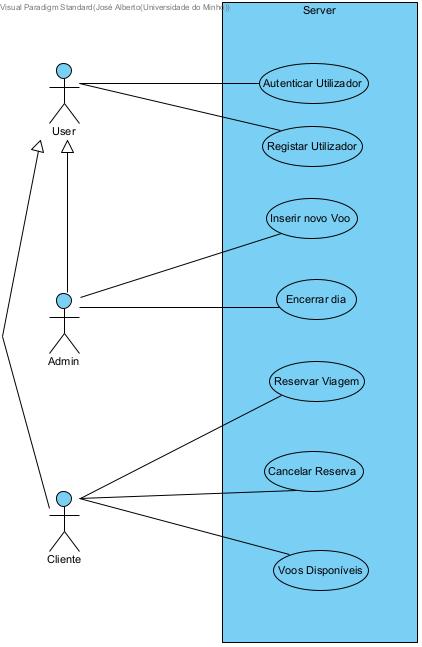 Visual Paradigm Standard(José Alberto(Universidade do Minho))
Server
Autenticar Utilizador
User
Registar Utilizador
Inserir novo Voo
Encerrar dia
Admin
Reservar Viagem
Cancelar Reserva
Cliente
Voos Disponíveis